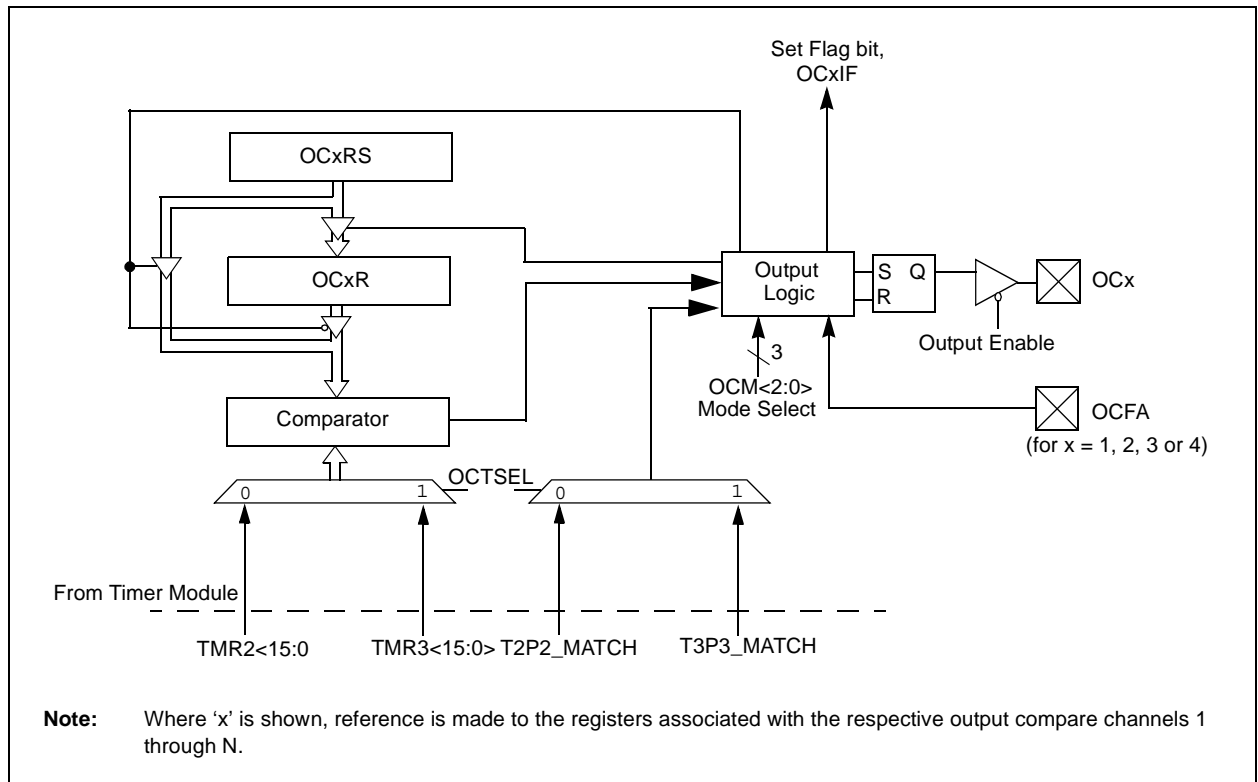 Set Flag bit,
OCxIF
OCxRS
OCxR
Output
Logic
S Q
R
OCx
Output Enable
3
OCM<2:0>
Mode Select
OCFA
(for x = 1, 2, 3 or 4)
Comparator
OCTSEL
0 1
0 1
From Timer Module
TMR2<15:0 TMR3<15:0> T2P2_MATCH T3P3_MATCH
Note: Where ‘x’ is shown, reference is made to the registers associated with the respective output compare channels 1
through N.